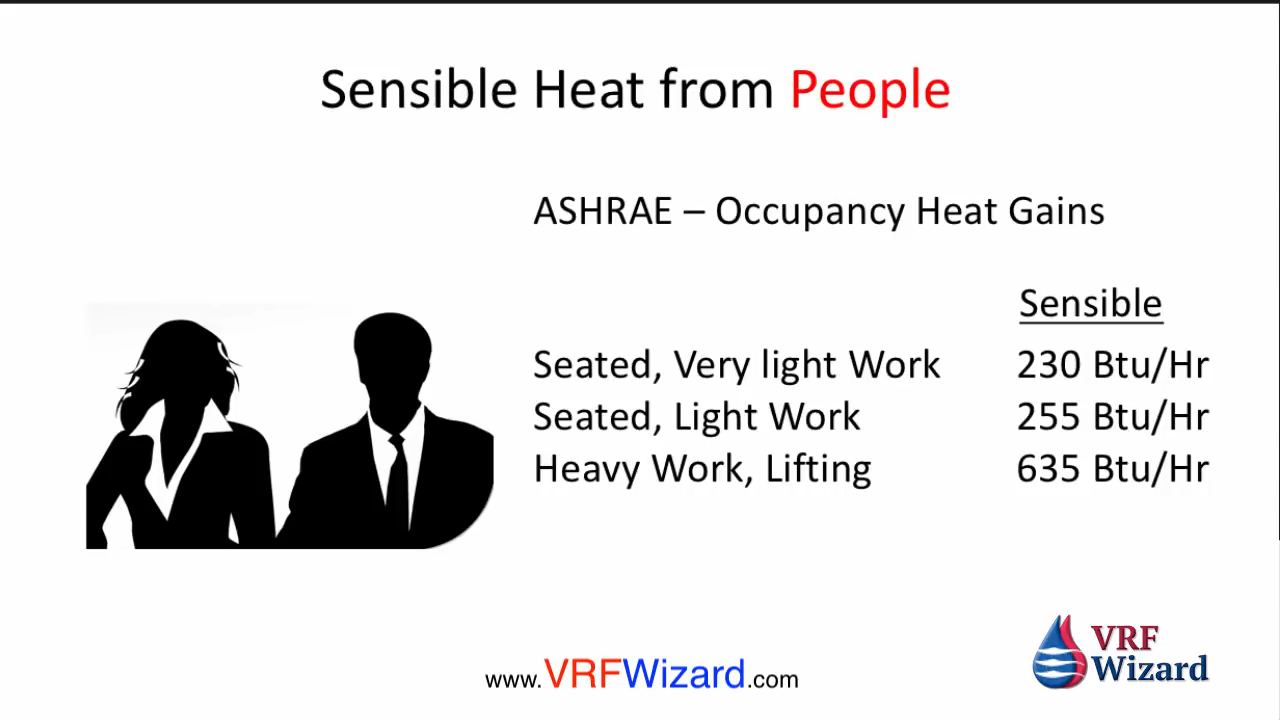 Sensible Heat from People
ASHRAE – Occupancy Heat Gains
Sensible
Seated, Very light Work 230 Btu/Hr
Seated, Light Work 255 Btu/Hr
Heavy Work, Lifting 635 Btu/Hr
VRF
Wizard
www.VRFWizard.com